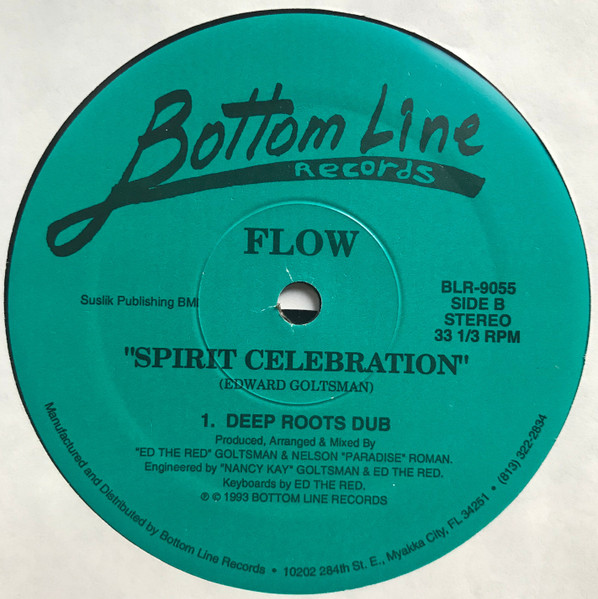 Bottom Line
Records
FLOW
Suslik Publishing BMI
BLR-9055
SIDE B
STEREO
33 1/3 RPM
"SPIRIT CELEBRATION"
(EDWARD GOLTSMAN)
1. DEEP ROOTS DUB
Produced, Arranged & Mixed By
"ED THE RED" GOLTSMAN & NELSON "PARADISE" ROMAN.
Engineered by "NANCY KAY" GOLTSMAN & ED THE RED.
Keyboards by ED THE RED.
℗ © 1993 BOTTOM LINE RECORDS
Manufactured and Distributed by Bottom Line Records • 10202 284th St. E., Myakka City, FL 34251 • (813) 322-2834